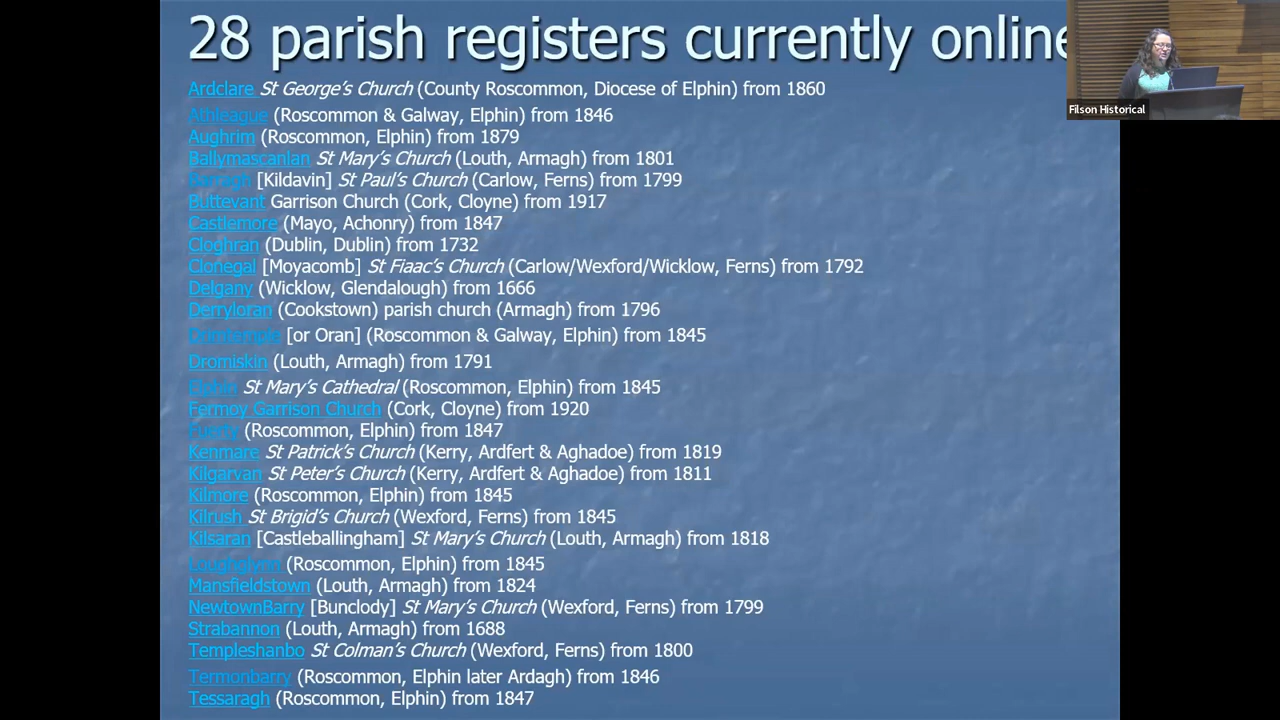 28 parish registers currently online
Ardclare St George's Church (County Roscommon, Diocese of Elphin) from 1860
Athleague (Roscommon & Galway, Elphin) from 1846
Aughrim (Roscommon, Elphin) from 1879
Ballymascanlan St Mary's Church (Louth, Armagh) from 1801
Barragh [Kildavin] St Paul's Church (Carlow, Ferns) from 1799
Buttevant Garrison Church (Cork, Cloyne) from 1917
Castlemore (Mayo, Achonry) from 1847
Cloghran (Dublin, Dublin) from 1732
Clonegal [Moyacomb] St Fiaac's Church (Carlow/Wexford/Wicklow, Ferns) from 1792
Delgany (Wicklow, Glendalough) from 1666
Derryloran (Cookstown) parish church (Armagh) from 1796
Drimtemple [or Oran] (Roscommon & Galway, Elphin) from 1845
Dromiskin (Louth, Armagh) from 1791
Elphin St Mary's Cathedral (Roscommon, Elphin) from 1845
Fermoy Garrison Church (Cork, Cloyne) from 1920
Fuerty (Roscommon, Elphin) from 1847
Kenmare St Patrick's Church (Kerry, Ardfert & Aghadoe) from 1819
Kilgarvan St Peter's Church (Kerry, Ardfert & Aghadoe) from 1811
Kilmore (Roscommon, Elphin) from 1845
Kilrush St Brigid's Church (Wexford, Ferns) from 1845
Kilsaran [Castleballingham] St Mary's Church (Louth, Armagh) from 1818
Loughglynn (Roscommon, Elphin) from 1845
Mansfieldstown (Louth, Armagh) from 1824
NewtownBarry [Bunclody] St Mary's Church (Wexford, Ferns) from 1799
Strabannon (Louth, Armagh) from 1688
Templeshanbo St Colman's Church (Wexford, Ferns) from 1800
Termonbarry (Roscommon, Elphin later Ardagh) from 1846
Tessaragh (Roscommon, Elphin) from 1847
Filson Historical